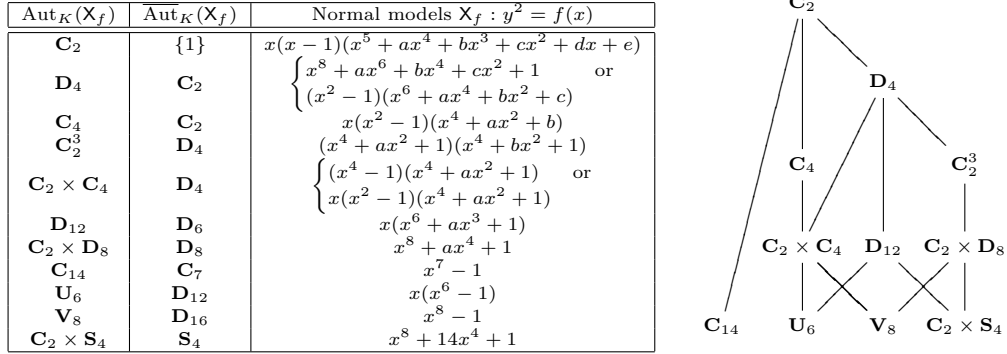 Aut_K(X_f) \overline{Aut}_K(X_f) Normal models X_f : y^2 = f(x)
C_2 {1} x(x − 1)(x^5 + ax^4 + bx^3 + cx^2 + dx + e)
D_4 C_2 { x^8 + ax^6 + bx^4 + cx^2 + 1 or
(x^2 − 1)(x^6 + ax^4 + bx^2 + c)
C_4 C_2 x(x^2 − 1)(x^4 + ax^2 + b)
C_2^3 D_4 (x^4 + ax^2 + 1)(x^4 + bx^2 + 1)
C_2 × C_4 D_4 { (x^4 − 1)(x^4 + ax^2 + 1) or
x(x^2 − 1)(x^4 + ax^2 + 1)
D_12 D_6 x(x^6 + ax^3 + 1)
C_2 × D_8 D_8 x^8 + ax^4 + 1
C_14 C_7 x^7 − 1
U_6 D_12 x(x^6 − 1)
V_8 D_16 x^8 − 1
C_2 × S_4 S_4 x^8 + 14x^4 + 1
C_2
D_4
C_4 C_2^3
C_2 × C_4 D_12 C_2 × D_8
C_14 U_6 V_8 C_2 × S_4